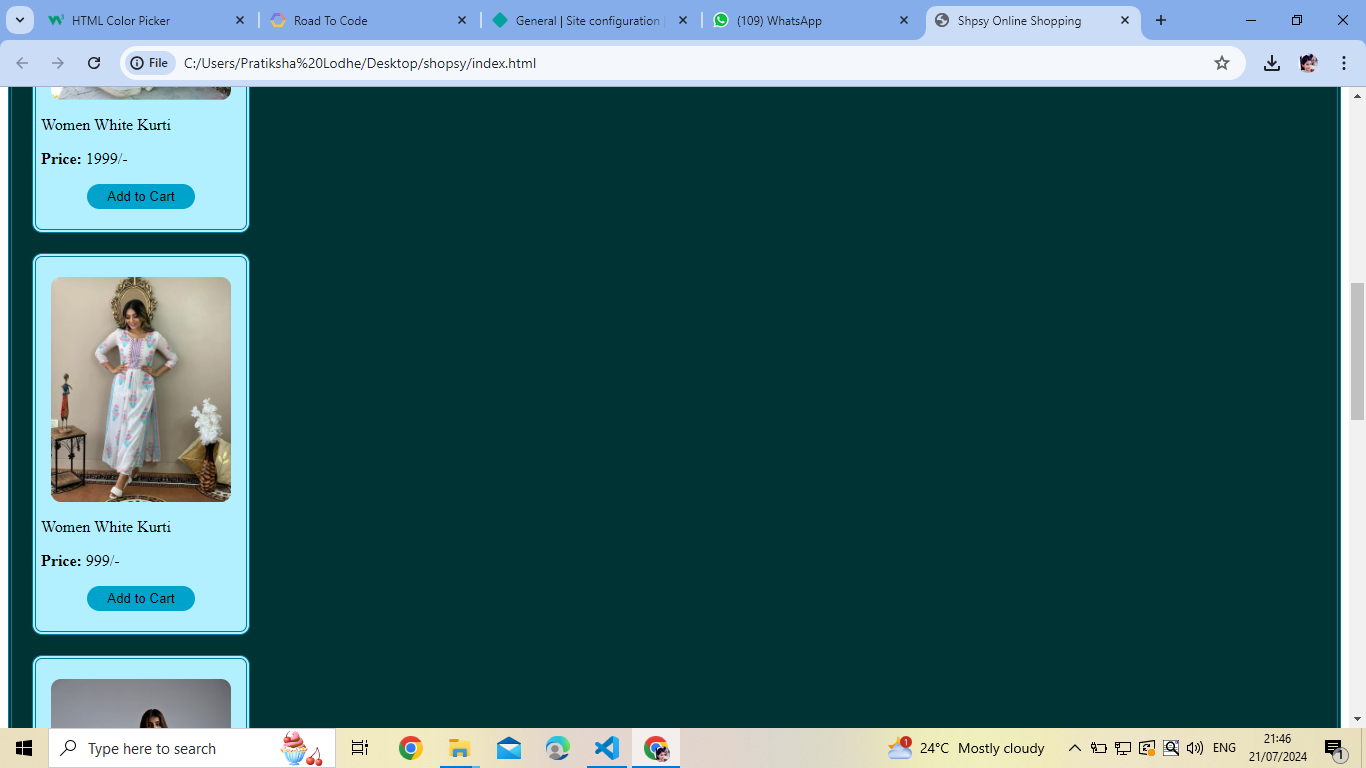 HTML Color Picker
Road To Code
General | Site configuration |
(109) WhatsApp
Shpsy Online Shopping
File
C:/Users/Pratiksha%20Lodhe/Desktop/shopsy/index.html
Women White Kurti
Price: 1999/-
Add to Cart
Women White Kurti
Price: 999/-
Add to Cart
Type here to search
1
24°C Mostly cloudy
ENG
21:46
21/07/2024
1